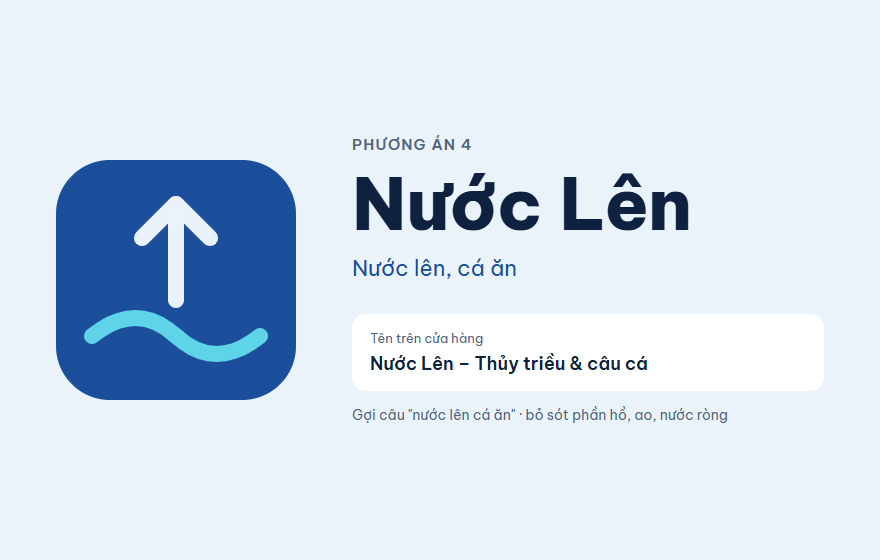 PHƯƠNG ÁN 4
Nước Lên
Nước lên, cá ăn
Tên trên cửa hàng
Nước Lên – Thủy triều & câu cá
Gợi câu "nước lên cá ăn" · bỏ sót phần hồ, ao, nước ròng